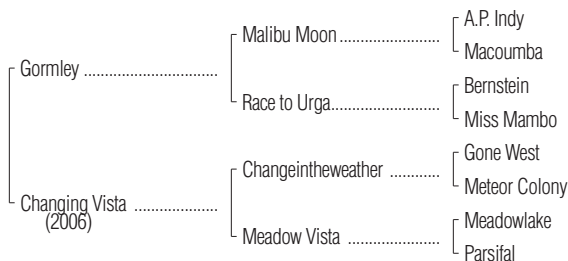 A.P. Indy
Malibu Moon ..........................
Macoumba
Gormley ...................................
Bernstein
Race to Urga............................
Miss Mambo
Gone West
Changeintheweather ............
Meteor Colony
Changing Vista ......................
(2006)
Meadowlake
Meadow Vista ........................
Parsifal